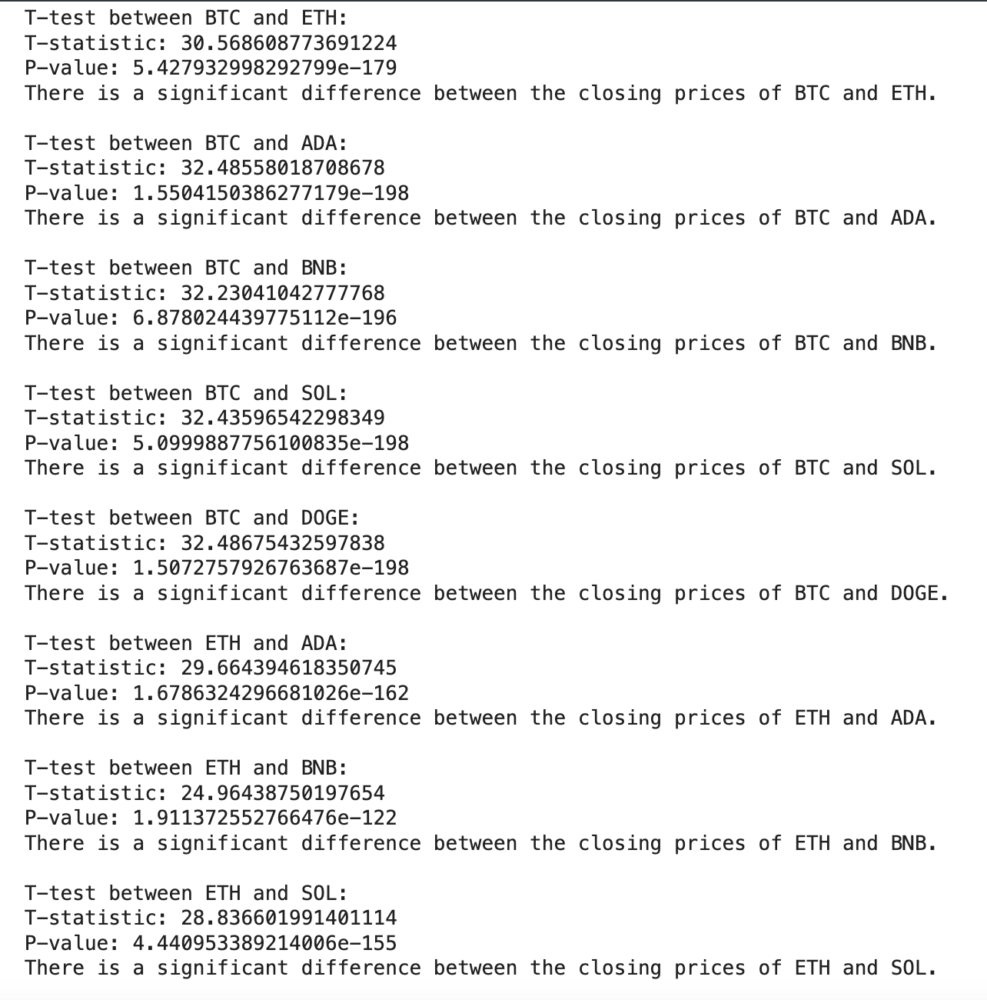 T-test between BTC and ETH:
T-statistic: 30.568608773691224
P-value: 5.427932998292799e-179
There is a significant difference between the closing prices of BTC and ETH.
T-test between BTC and ADA:
T-statistic: 32.48558018708678
P-value: 1.5504150386277179e-198
There is a significant difference between the closing prices of BTC and ADA.
T-test between BTC and BNB:
T-statistic: 32.23041042777768
P-value: 6.878024439775112e-196
There is a significant difference between the closing prices of BTC and BNB.
T-test between BTC and SOL:
T-statistic: 32.43596542298349
P-value: 5.0999887756100835e-198
There is a significant difference between the closing prices of BTC and SOL.
T-test between BTC and DOGE:
T-statistic: 32.48675432597838
P-value: 1.5072757926763687e-198
There is a significant difference between the closing prices of BTC and DOGE.
T-test between ETH and ADA:
T-statistic: 29.664394618350745
P-value: 1.6786324296681026e-162
There is a significant difference between the closing prices of ETH and ADA.
T-test between ETH and BNB:
T-statistic: 24.96438750197654
P-value: 1.911372552766476e-122
There is a significant difference between the closing prices of ETH and BNB.
T-test between ETH and SOL:
T-statistic: 28.836601991401114
P-value: 4.440953389214006e-155
There is a significant difference between the closing prices of ETH and SOL.